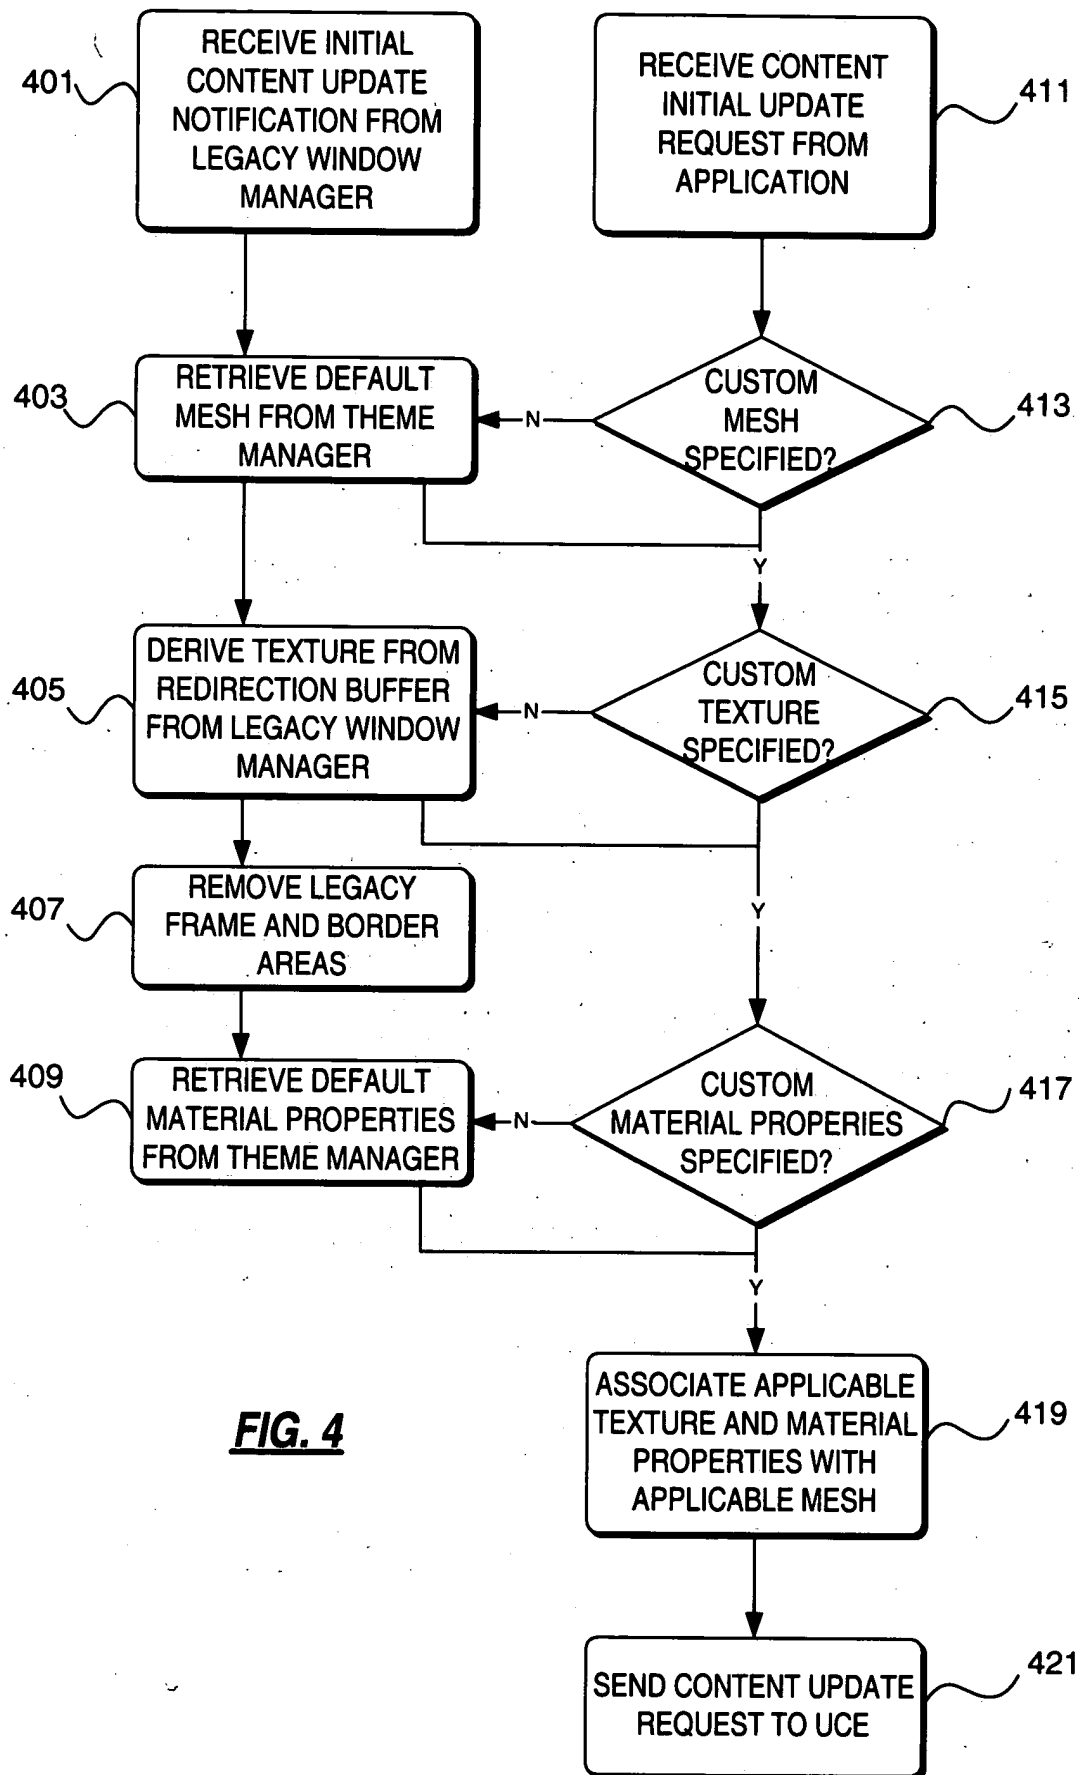 401
RECEIVE INITIAL
CONTENT UPDATE
NOTIFICATION FROM
LEGACY WINDOW
MANAGER
RECEIVE CONTENT
INITIAL UPDATE
REQUEST FROM
APPLICATION
411
403
RETRIEVE DEFAULT
MESH FROM THEME
MANAGER
N
CUSTOM
MESH
SPECIFIED?
413
Y
405
DERIVE TEXTURE FROM
REDIRECTION BUFFER
FROM LEGACY WINDOW
MANAGER
N
CUSTOM
TEXTURE
SPECIFIED?
415
407
REMOVE LEGACY
FRAME AND BORDER
AREAS
Y
409
RETRIEVE DEFAULT
MATERIAL PROPERTIES
FROM THEME MANAGER
N
CUSTOM
MATERIAL PROPERIES
SPECIFIED?
417
Y
FIG. 4
ASSOCIATE APPLICABLE
TEXTURE AND MATERIAL
PROPERTIES WITH
APPLICABLE MESH
419
SEND CONTENT UPDATE
REQUEST TO UCE
421